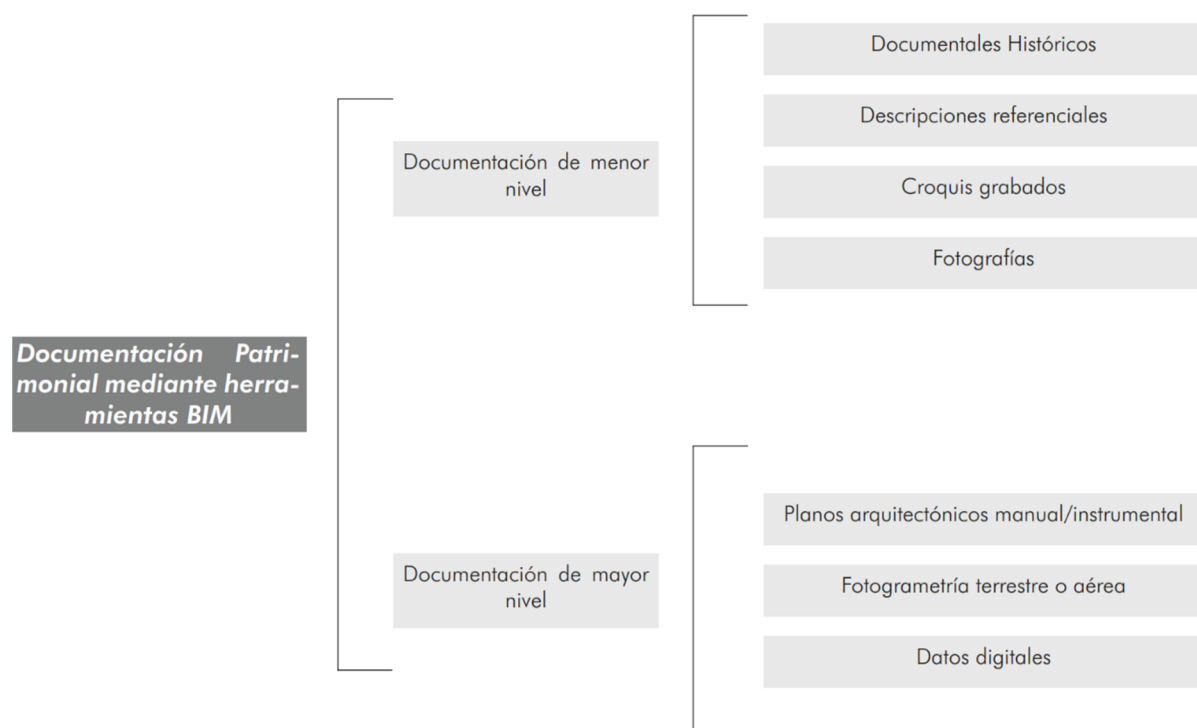 Documentación Patri-
monial mediante herra-
mientas BIM
Documentación de menor
nivel
Documentales Históricos
Descripciones referenciales
Croquis grabados
Fotografías
Documentación de mayor
nivel
Planos arquitectónicos manual/instrumental
Fotogrametría terrestre o aérea
Datos digitales